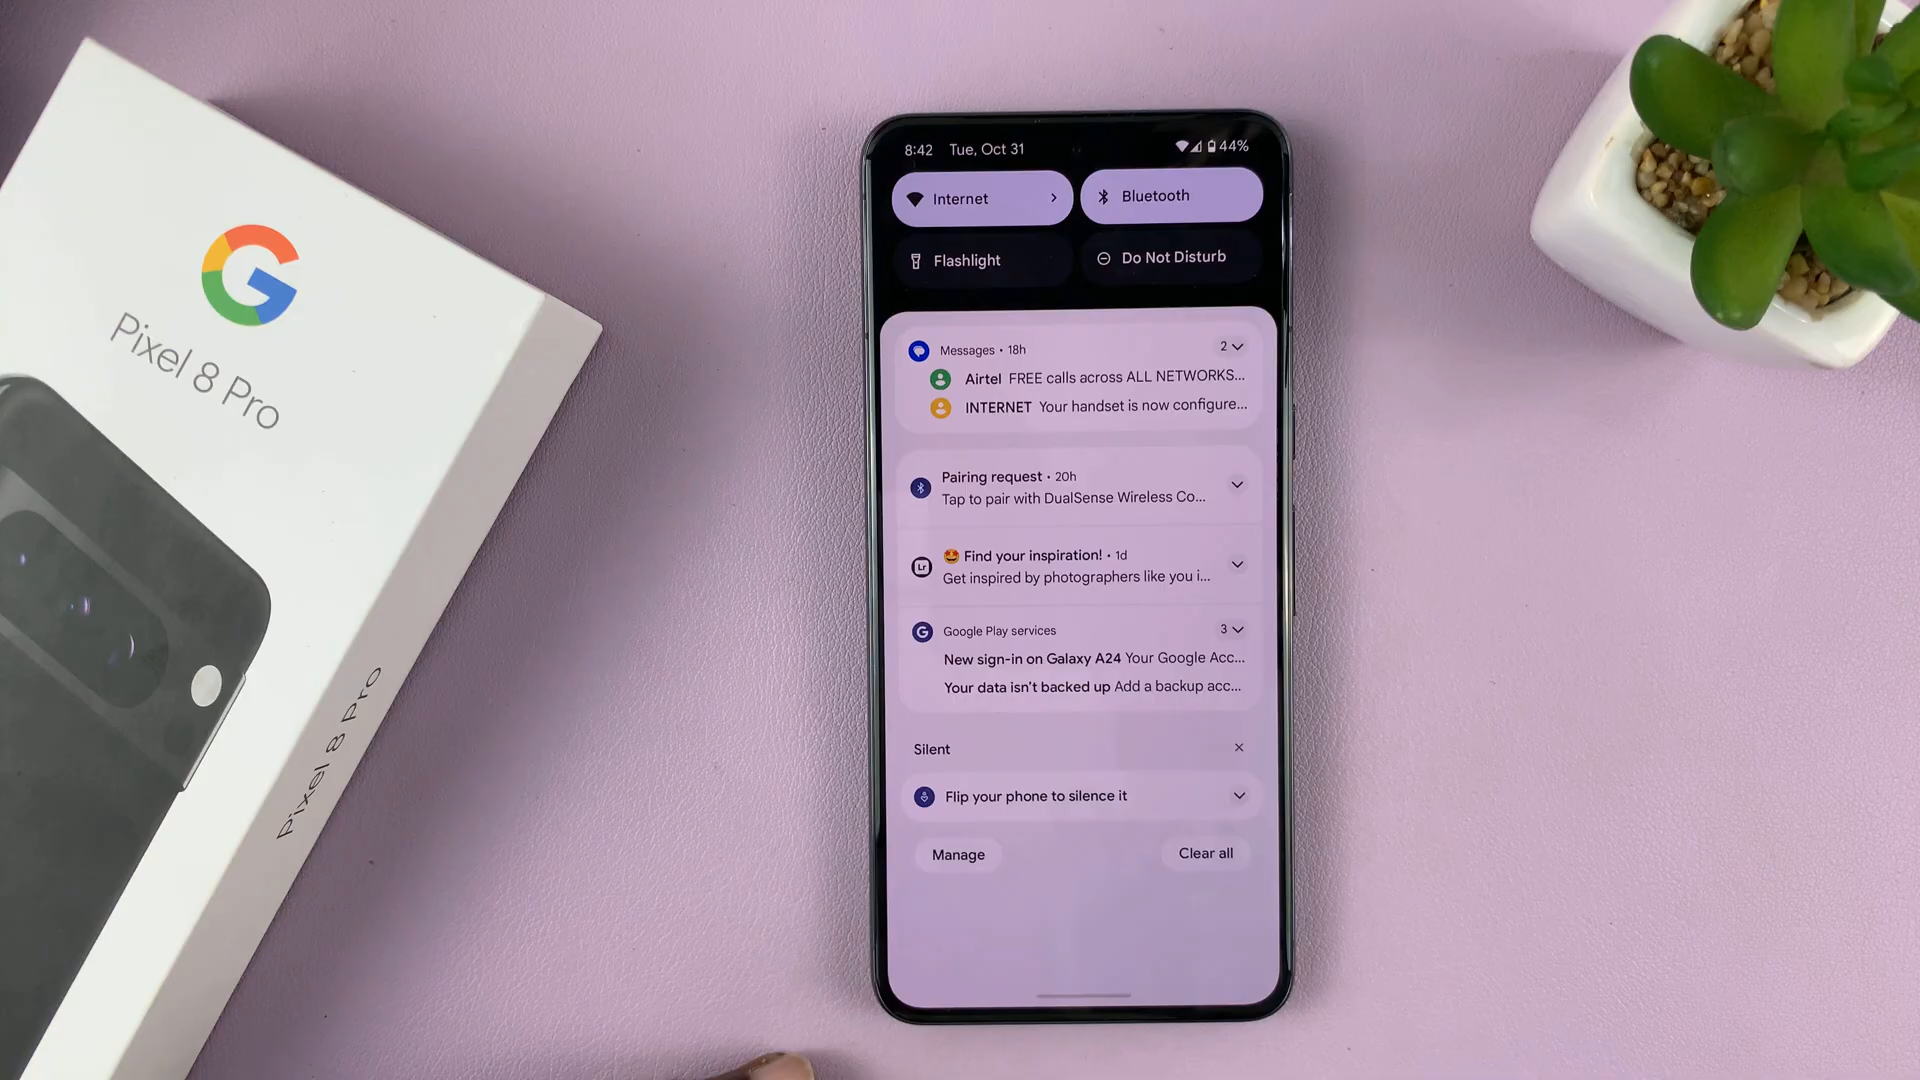 Pixel 8 Pro
Pixel 8 Pro
8:42 Tue, Oct 31
44%
Internet
Bluetooth
Flashlight
Do Not Disturb
Messages • 18h
2
Airtel FREE calls across ALL NETWORKS...
INTERNET Your handset is now configure...
Pairing request • 20h
Tap to pair with DualSense Wireless Co...
🤩 Find your inspiration! • 1d
Lr
Get inspired by photographers like you i...
G
Google Play services
3
New sign-in on Galaxy A24 Your Google Acc...
Your data isn't backed up Add a backup acc...
Silent
Flip your phone to silence it
Manage
Clear all